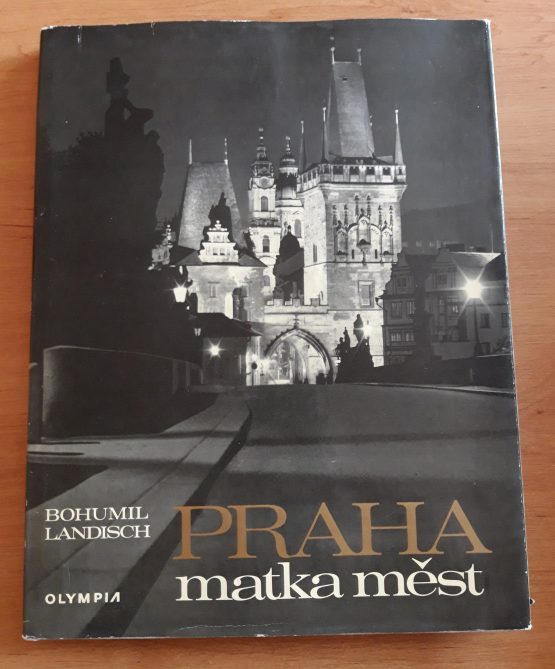 BOHUMIL
LANDISCH
PRAHA
matka měst
OLYMPIA